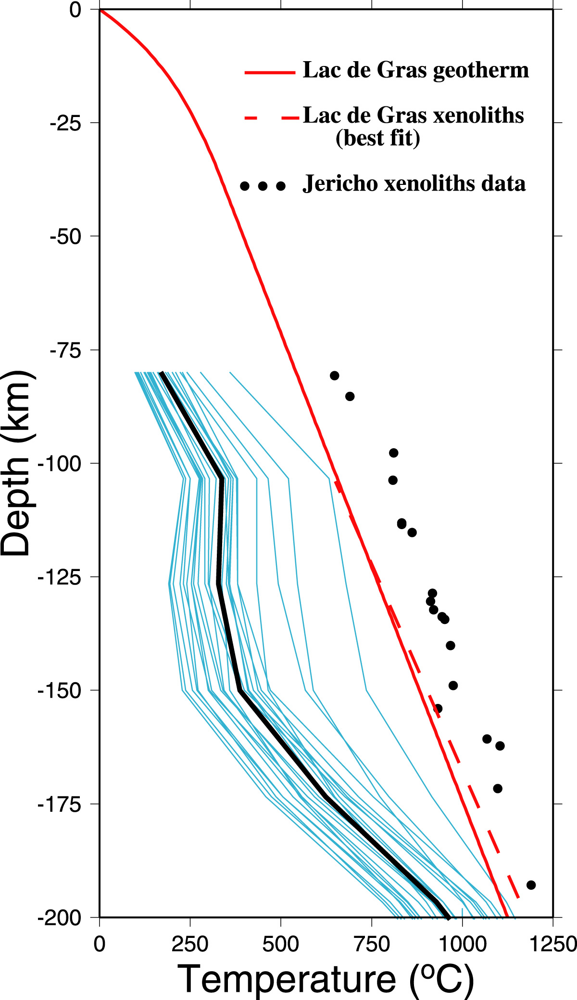 Lac de Gras geotherm
Lac de Gras xenoliths
(best fit)
Jericho xenoliths data
0
-25
-50
-75
-100
-125
-150
-175
-200
Depth (km)
0 250 500 750 1000 1250
Temperature (ºC)